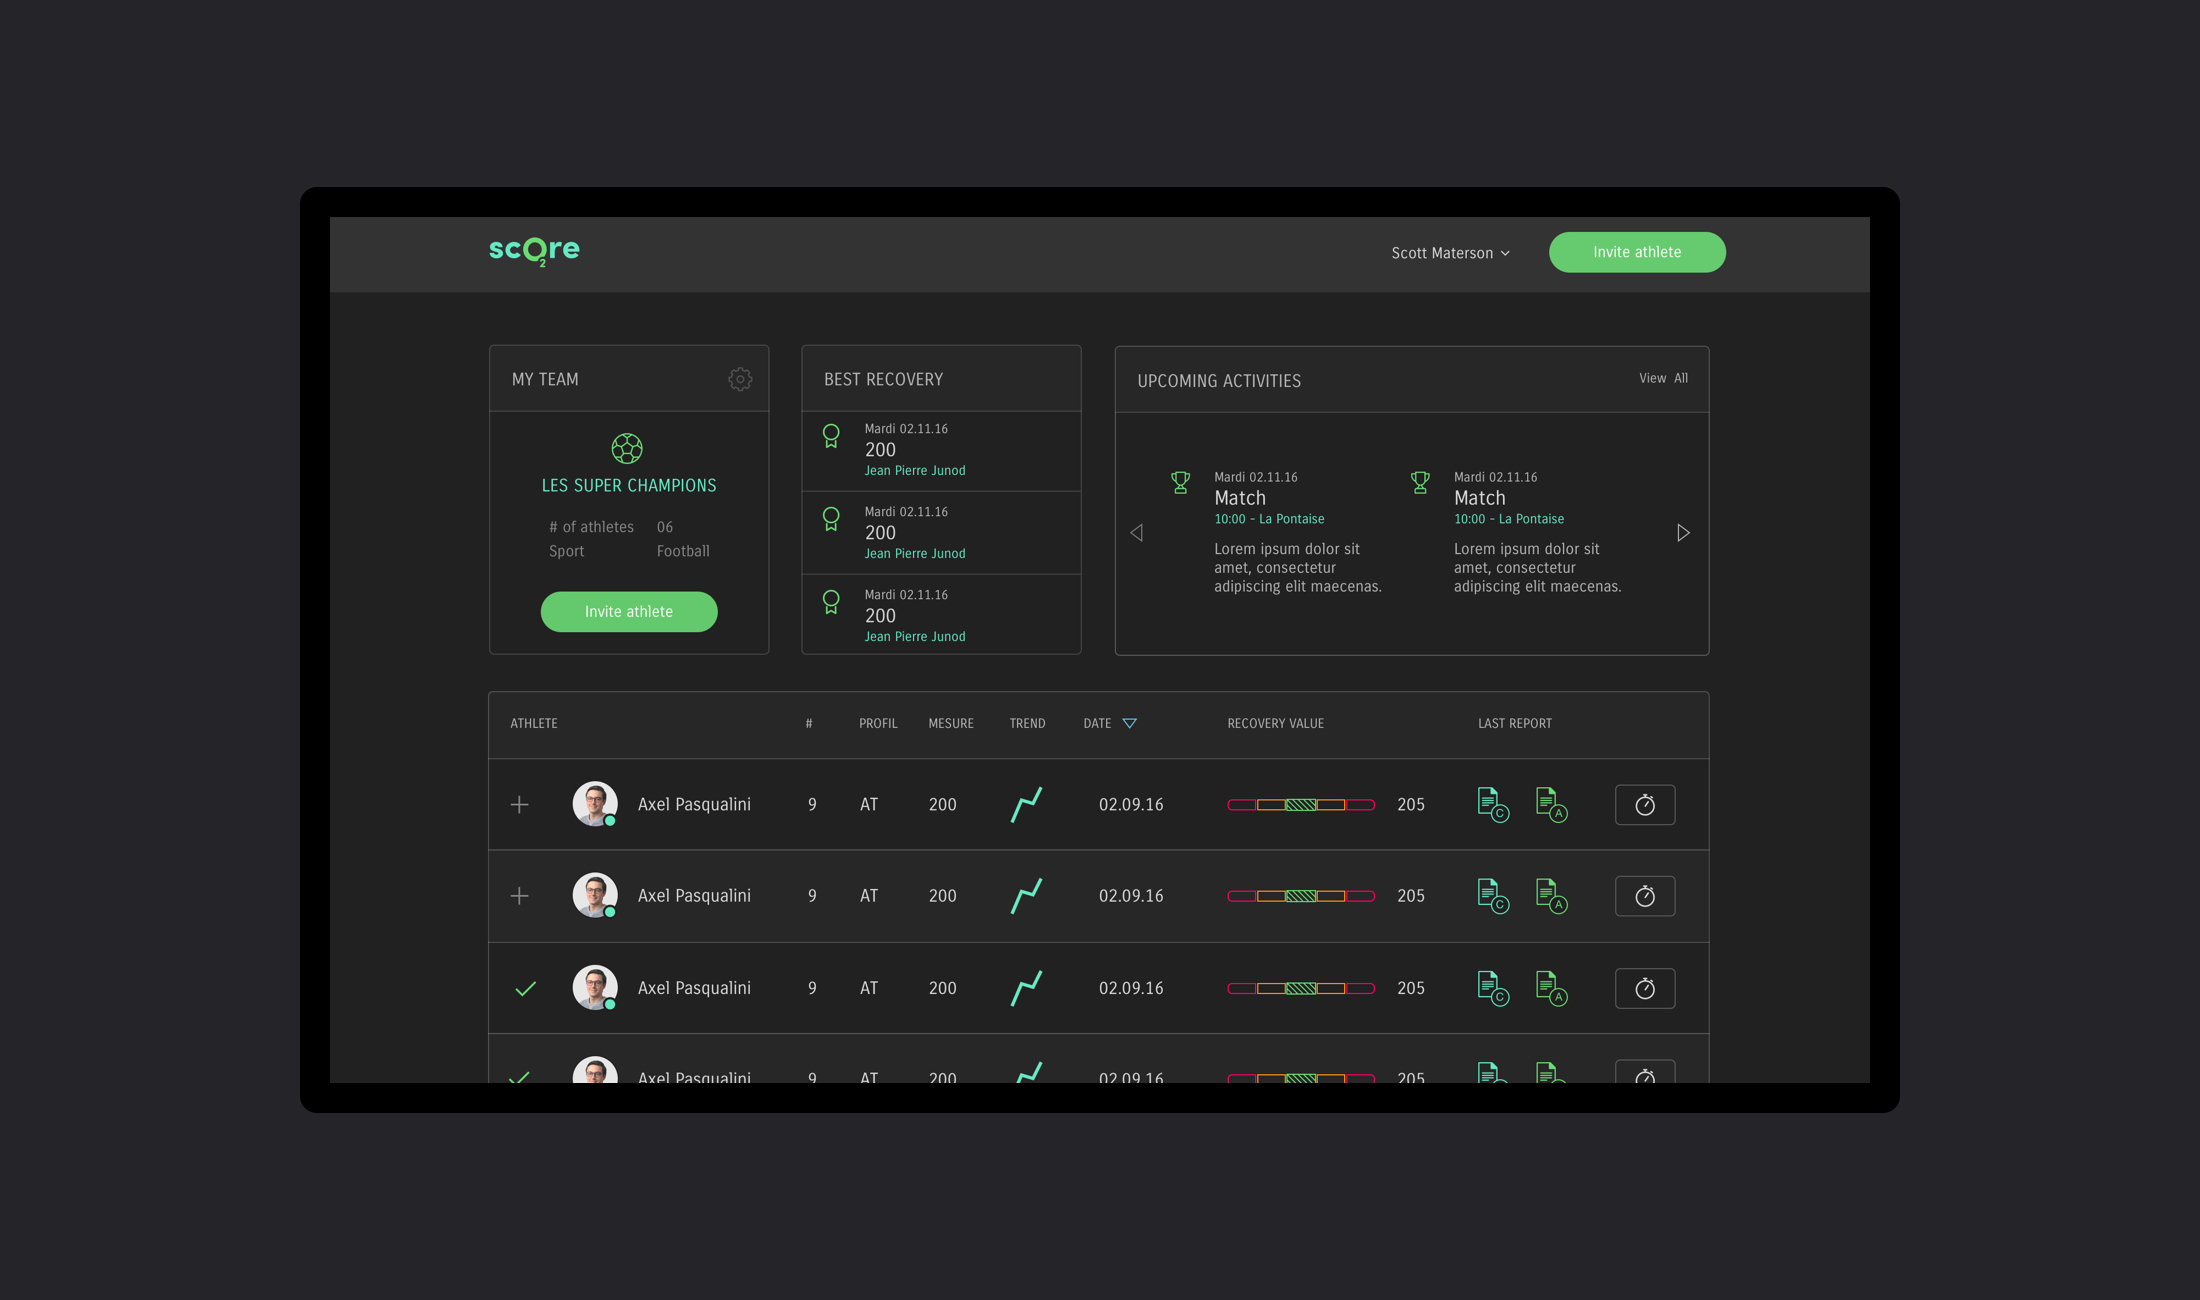 scO2re
Scott Materson
Invite athlete
MY TEAM
LES SUPER CHAMPIONS
# of athletes 06
Sport Football
Invite athlete
BEST RECOVERY
Mardi 02.11.16
200
Jean Pierre Junod
Mardi 02.11.16
200
Jean Pierre Junod
Mardi 02.11.16
200
Jean Pierre Junod
UPCOMING ACTIVITIES
View All
Mardi 02.11.16
Match
10:00 - La Pontaise
Lorem ipsum dolor sit
amet, consectetur
adipiscing elit maecenas.
Mardi 02.11.16
Match
10:00 - La Pontaise
Lorem ipsum dolor sit
amet, consectetur
adipiscing elit maecenas.
ATHLETE # PROFIL MESURE TREND DATE RECOVERY VALUE LAST REPORT
Axel Pasqualini 9 AT 200 02.09.16 205 C A
Axel Pasqualini 9 AT 200 02.09.16 205 C A
Axel Pasqualini 9 AT 200 02.09.16 205 C A
Axel Pasqualini 9 AT 200 02.09.16 205